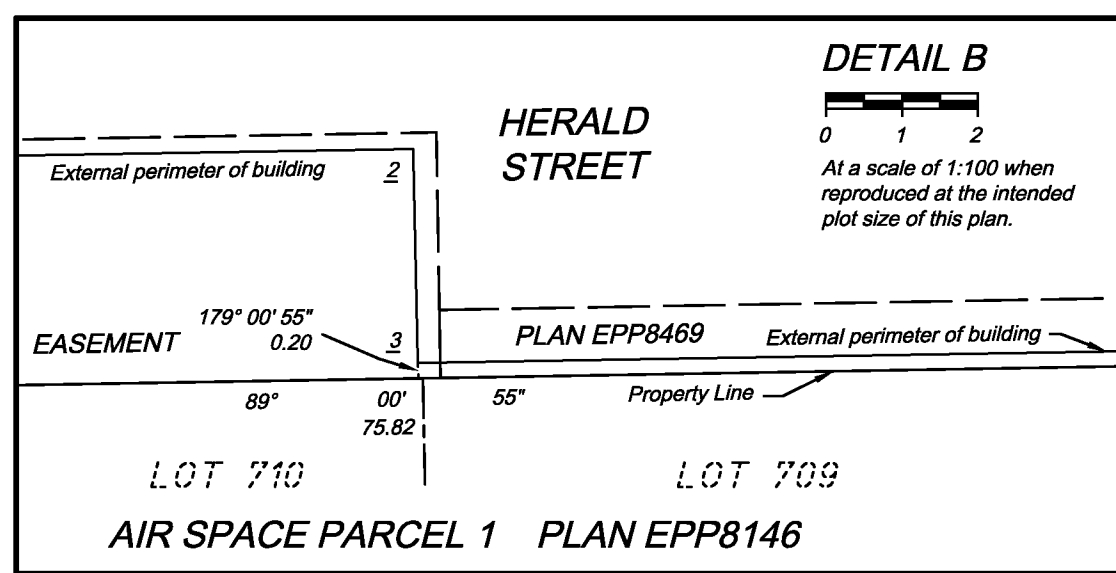 DETAIL B
0 1 2
At a scale of 1:100 when
reproduced at the intended
plot size of this plan.
HERALD
STREET
External perimeter of building 2
179° 00' 55"
0.20
EASEMENT
3
PLAN EPP8469
External perimeter of building
Property Line
89° 00' 55"
75.82
LOT 710
LOT 709
AIR SPACE PARCEL 1 PLAN EPP8146